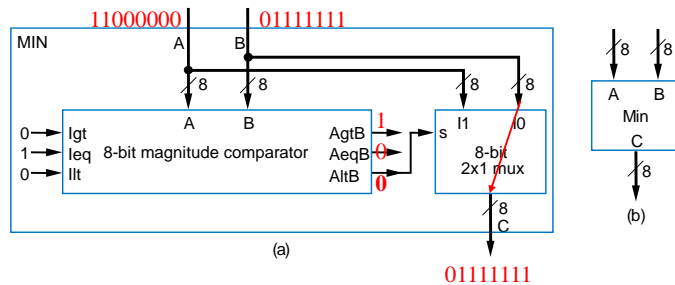 11000000 01111111
MIN A B
8 8 8 8
A B I1 I0
0 Igt 8-bit magnitude comparator AgtB 1 s 8-bit
1 Ieq AeqB 0 2x1 mux
0 Ilt AltB 0
8
C
(a)
01111111
8 8
A B
Min
C
8
(b)